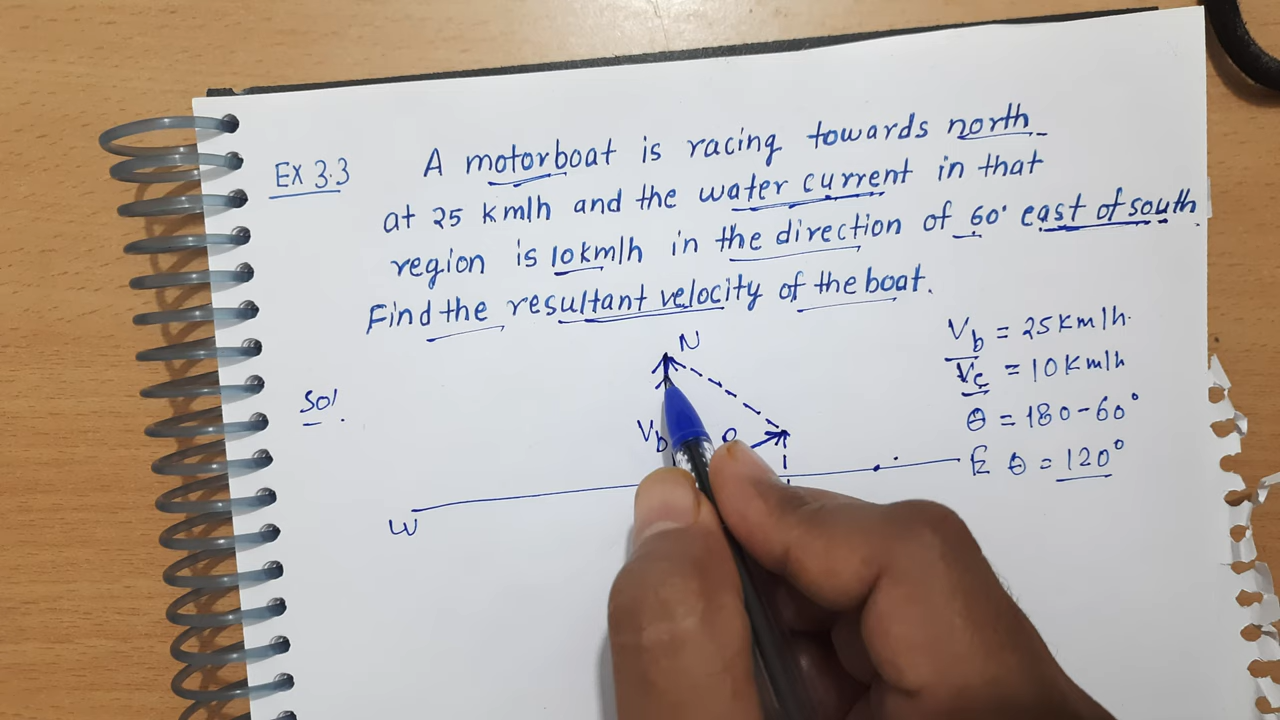 EX 3.3 A motorboat is racing towards north
at 25 km/h and the water current in that
region is 10km/h in the direction of 60° east of south.
Find the resultant velocity of the boat.
Sol.
N
Vb
W
E
Vb = 25 km/h.
Vc = 10 km/h
θ = 180-60°
θ = 120°